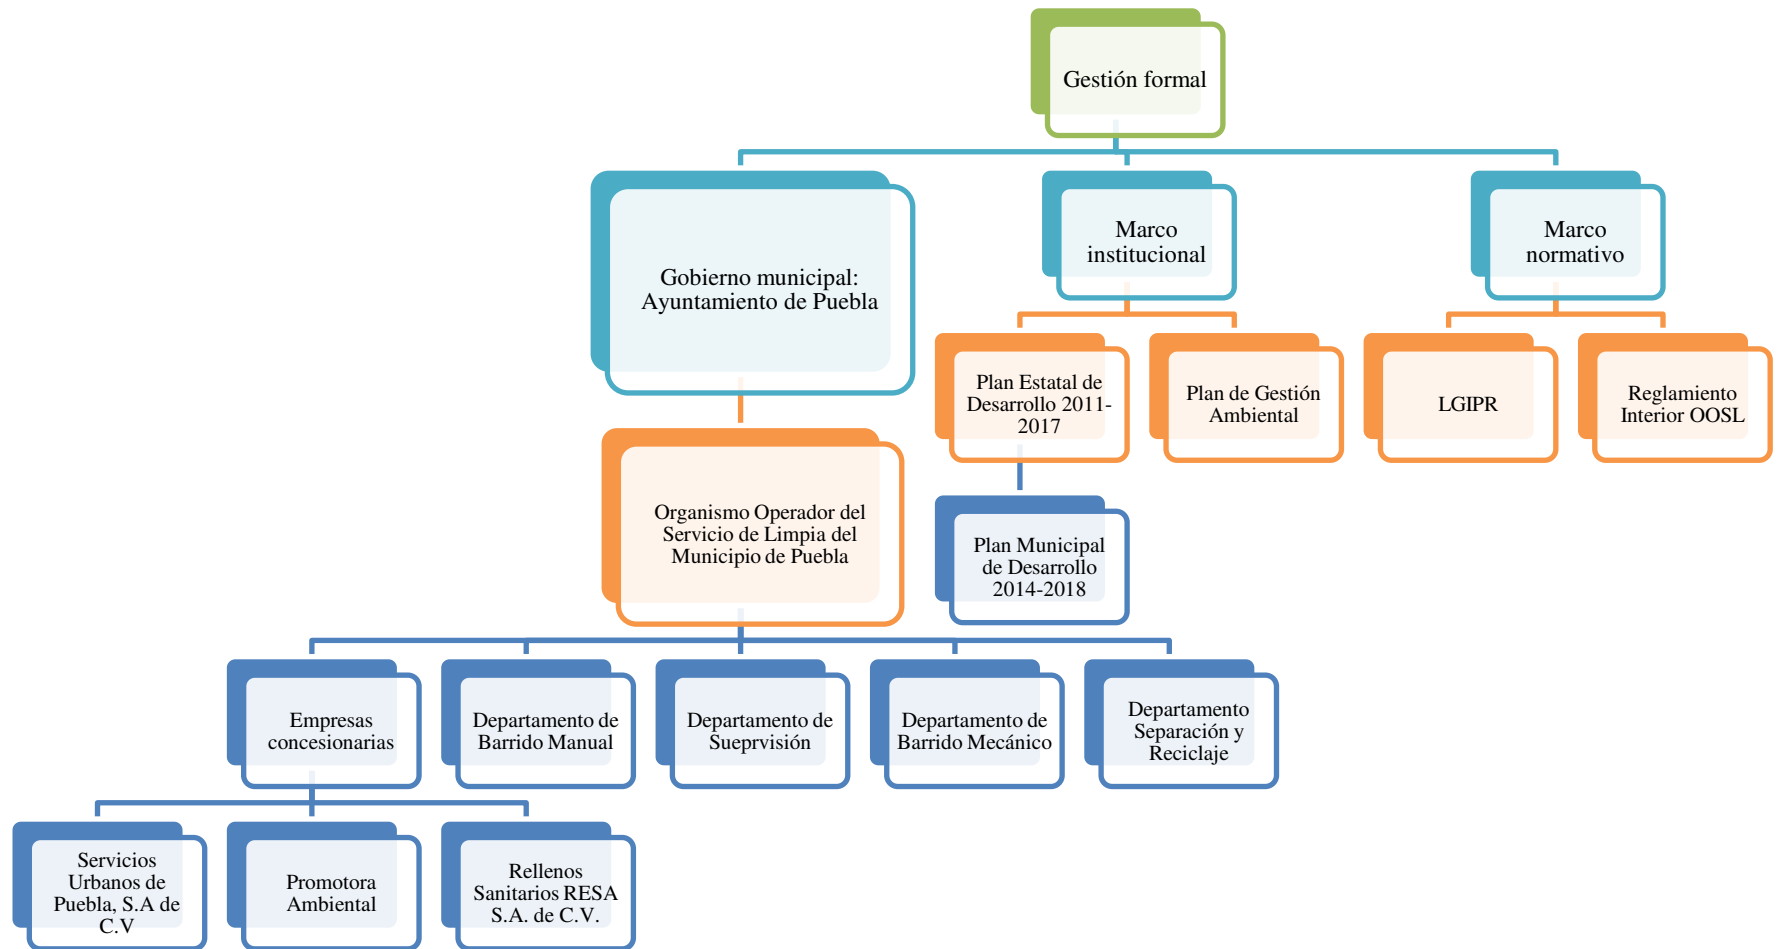 Gestión formal
Gobierno municipal:
Ayuntamiento de Puebla
Marco
institucional
Marco
normativo
Plan Estatal de
Desarrollo 2011-
2017
Plan de Gestión
Ambiental
LGIPR
Reglamento
Interior OOSL
Organismo Operador del
Servicio de Limpia del
Municipio de Puebla
Plan Municipal
de Desarrollo
2014-2018
Empresas
concesionarias
Departamento de
Barrido Manual
Departamento de
Sueprvisión
Departamento de
Barrido Mecánico
Departamento
Separación y
Reciclaje
Servicios
Urbanos de
Puebla, S.A de
C.V
Promotora
Ambiental
Rellenos
Sanitarios RESA
S.A. de C.V.